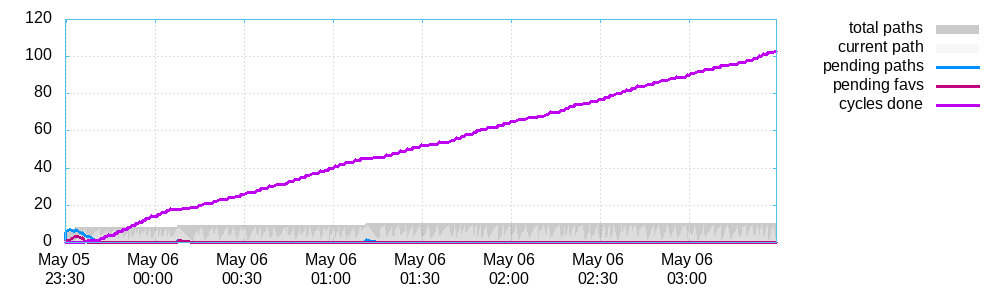 120
100
80
60
40
20
0
May 05 May 06 May 06 May 06 May 06 May 06 May 06 May 06
23:30 00:00 00:30 01:00 01:30 02:00 02:30 03:00
total paths
current path
pending paths
pending favs
cycles done